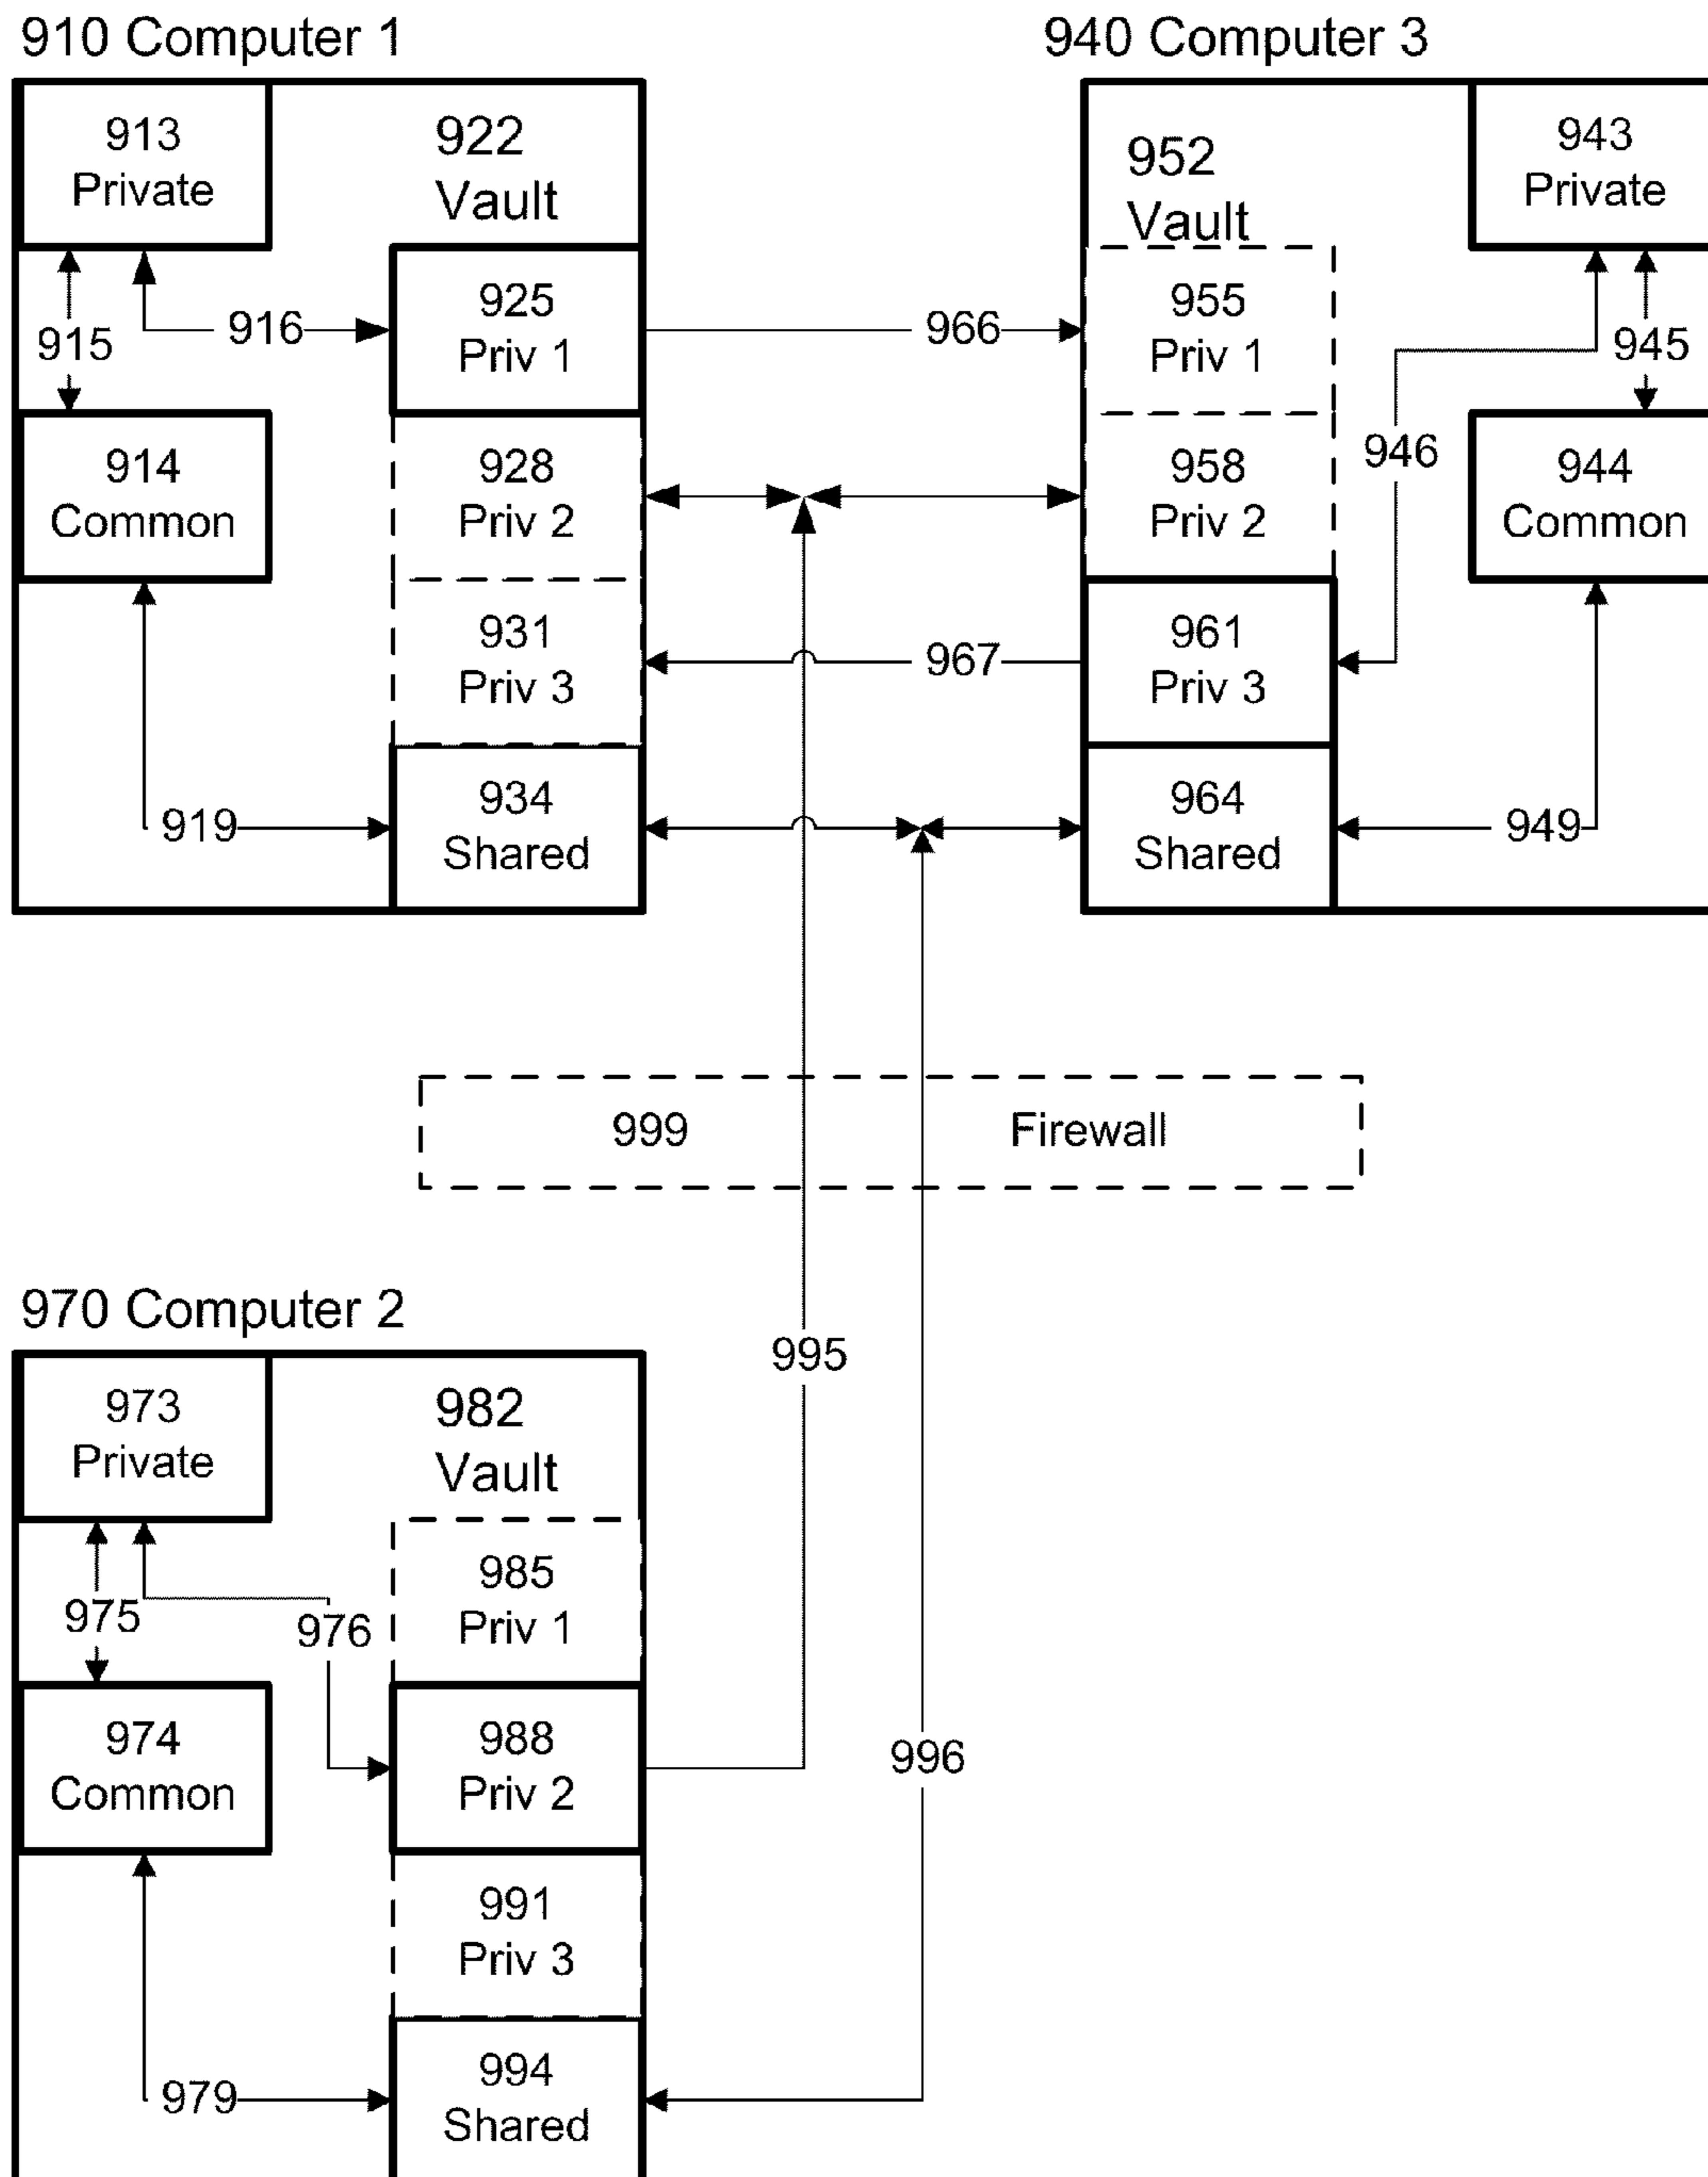 910 Computer 1
913
Private
922
Vault
915
916
925
Priv 1
914
Common
928
Priv 2
931
Priv 3
919
934
Shared
966
967
940 Computer 3
952
Vault
943
Private
955
Priv 1
945
946
958
Priv 2
944
Common
961
Priv 3
964
Shared
949
999
Firewall
970 Computer 2
973
Private
982
Vault
975
976
985
Priv 1
974
Common
988
Priv 2
991
Priv 3
979
994
Shared
995
996